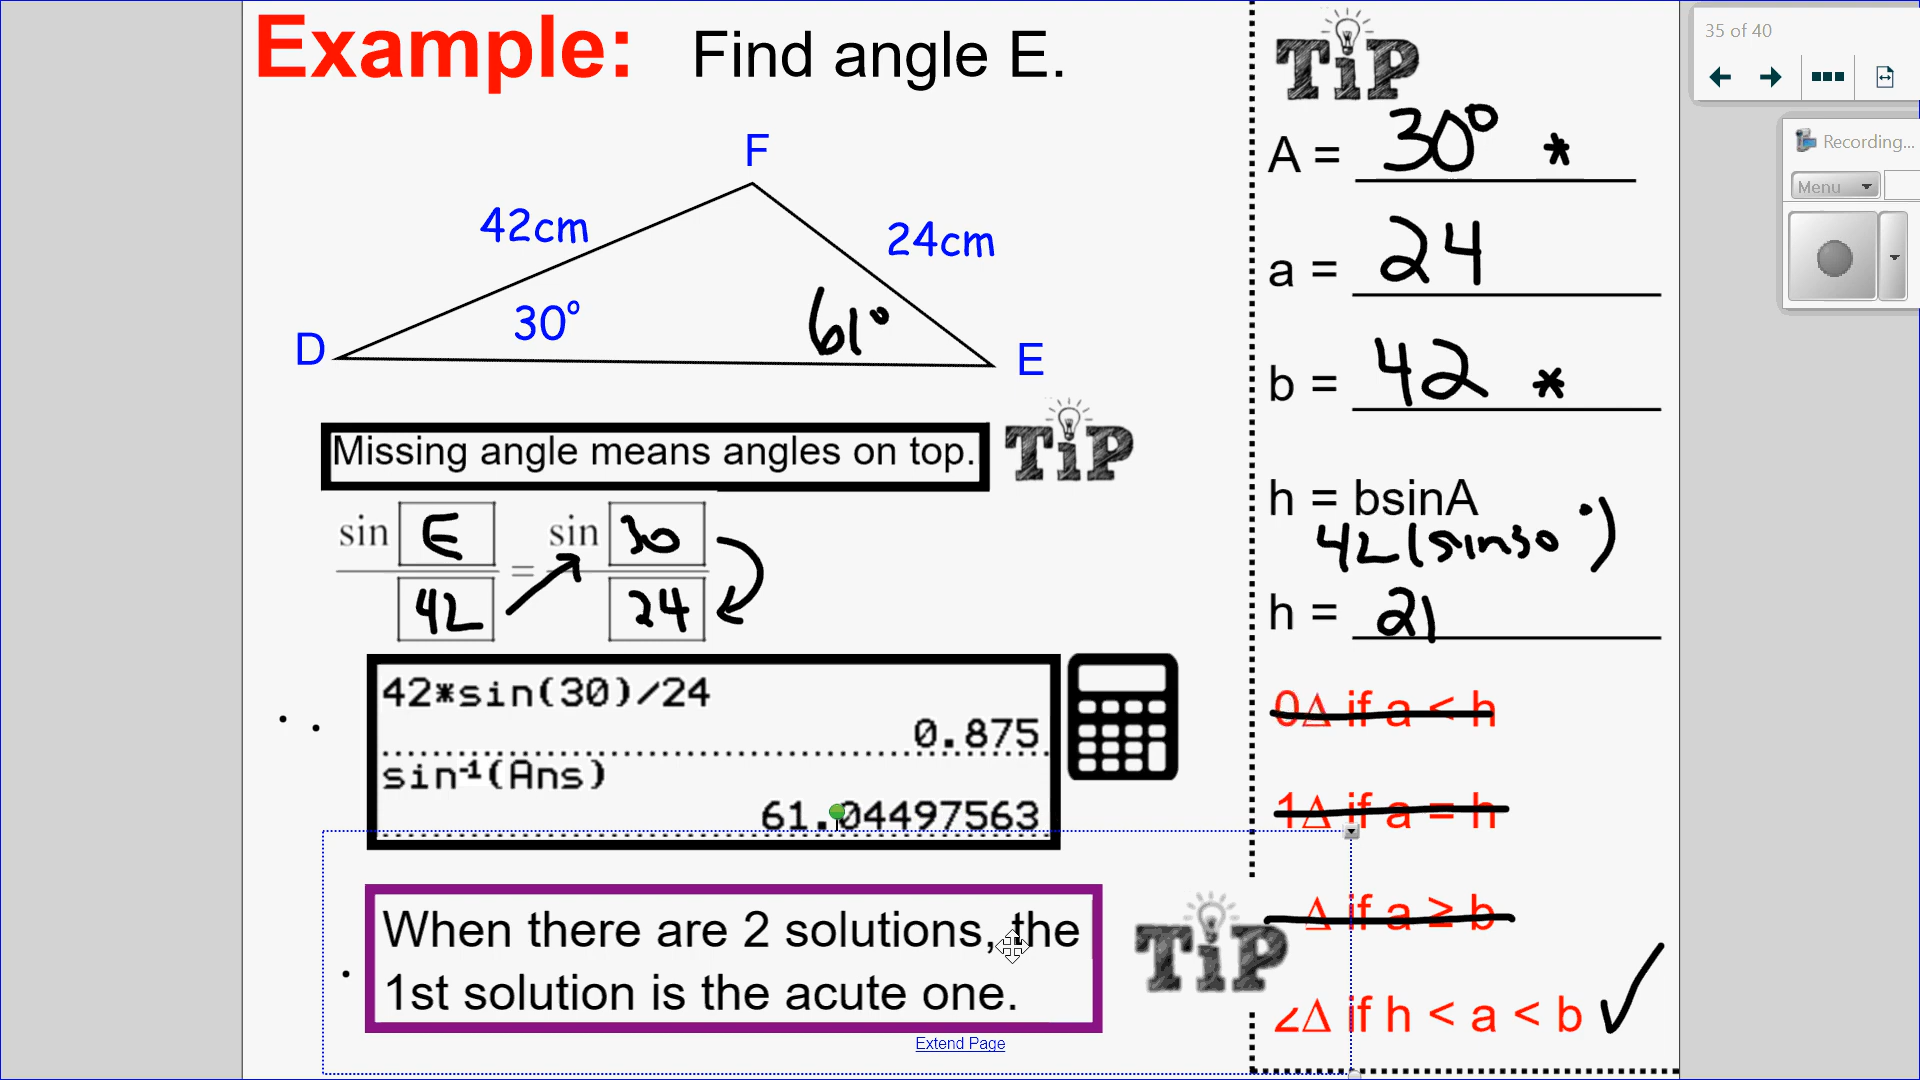 Example: Find angle E.
F
42cm
24cm
30°
61°
D
E
Missing angle means angles on top.
TiP
sin E = sin 30
42 24
42*sin(30)/24
0.875
sin⁻¹(Ans)
61.04497563
When there are 2 solutions, the
1st solution is the acute one.
TiP
Extend Page
TiP
A = 30° *
a = 24
b = 42 *
h = bsinA
42(sin30°)
h = 21
0Δ if a < h
1Δ if a = h
Δ if a ≥ b
2Δ if h < a < b ✓
35 of 40
Recording...
Menu